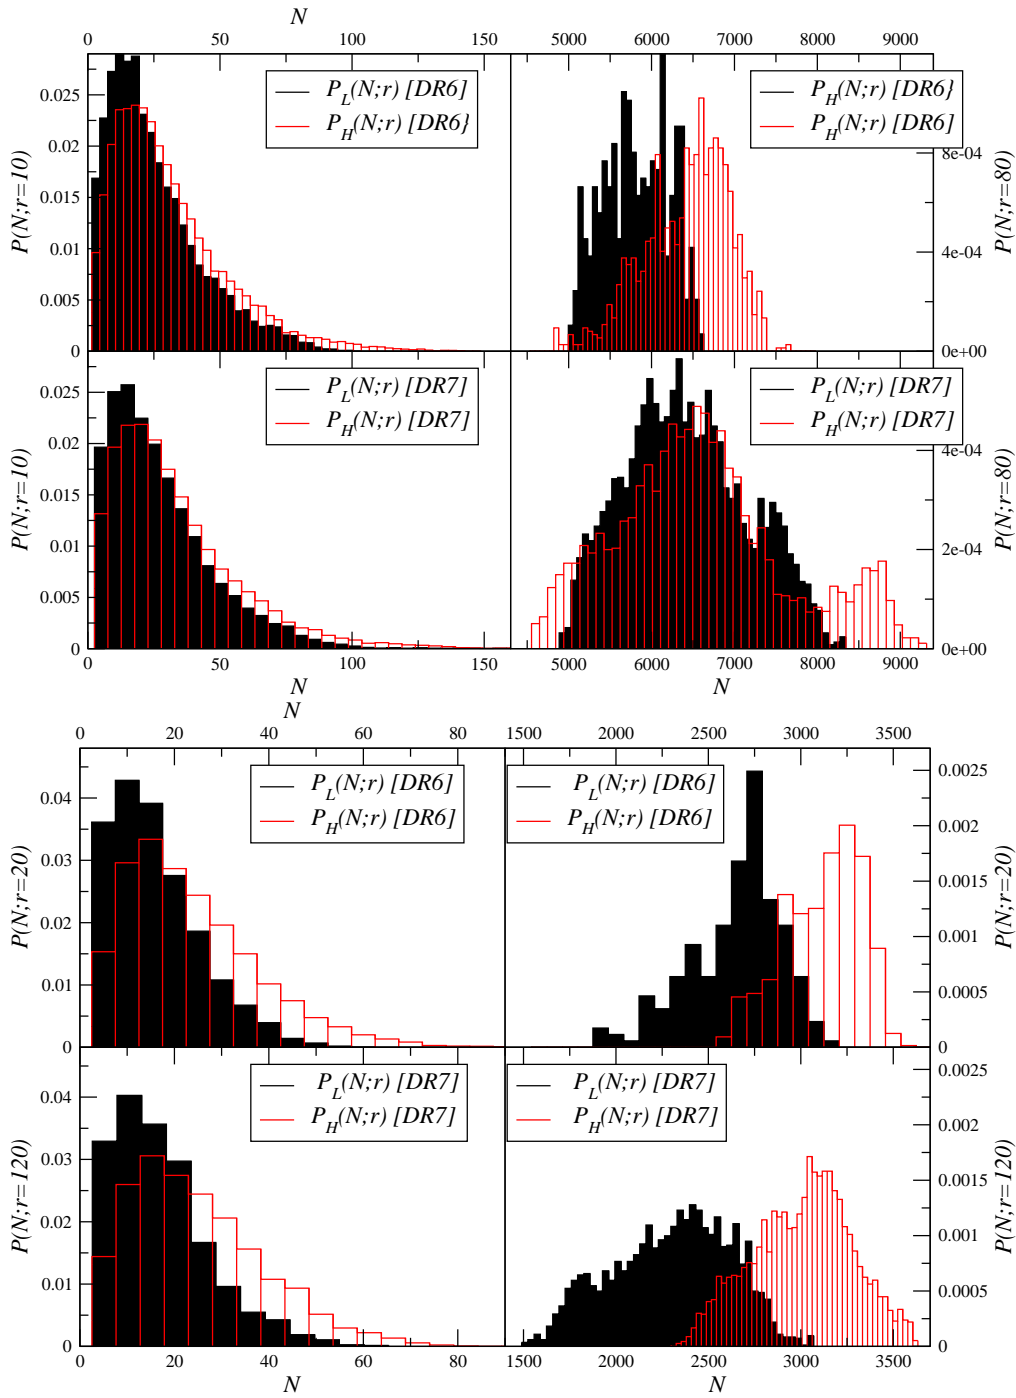 N
0 50 100 150 5000 6000 7000 8000 9000
P_L(N;r) [DR6]
P_H(N;r) [DR6}
P_H(N;r) [DR6}
P_H(N;r) [DR6]
P(N;r=10)
0.025
0.02
0.015
0.01
0.005
0
8e-04
4e-04
0e+00
P(N;r=80)
P_L(N;r) [DR7]
P_H(N;r) [DR7]
P_L(N;r) [DR7]
P_H(N;r) [DR7]
P(N;r=10)
0.025
0.02
0.015
0.01
0.005
0
4e-04
2e-04
0e+00
P(N;r=80)
0 50 100 150 5000 6000 7000 8000 9000
N N
N
0 20 40 60 80 1500 2000 2500 3000 3500
P_L(N;r) [DR6]
P_H(N;r) [DR6]
P_L(N;r) [DR6]
P_H(N;r) [DR6]
P(N;r=20)
0.04
0.03
0.02
0.01
0
0.0025
0.002
0.0015
0.001
0.0005
0
P(N;r=20)
P_L(N;r) [DR7]
P_H(N;r) [DR7]
P_L(N;r) [DR7]
P_H(N;r) [DR7]
P(N;r=120)
0.04
0.03
0.02
0.01
0
0.0025
0.002
0.0015
0.001
0.0005
0
P(N;r=120)
0 20 40 60 80 1500 2000 2500 3000 3500
N N